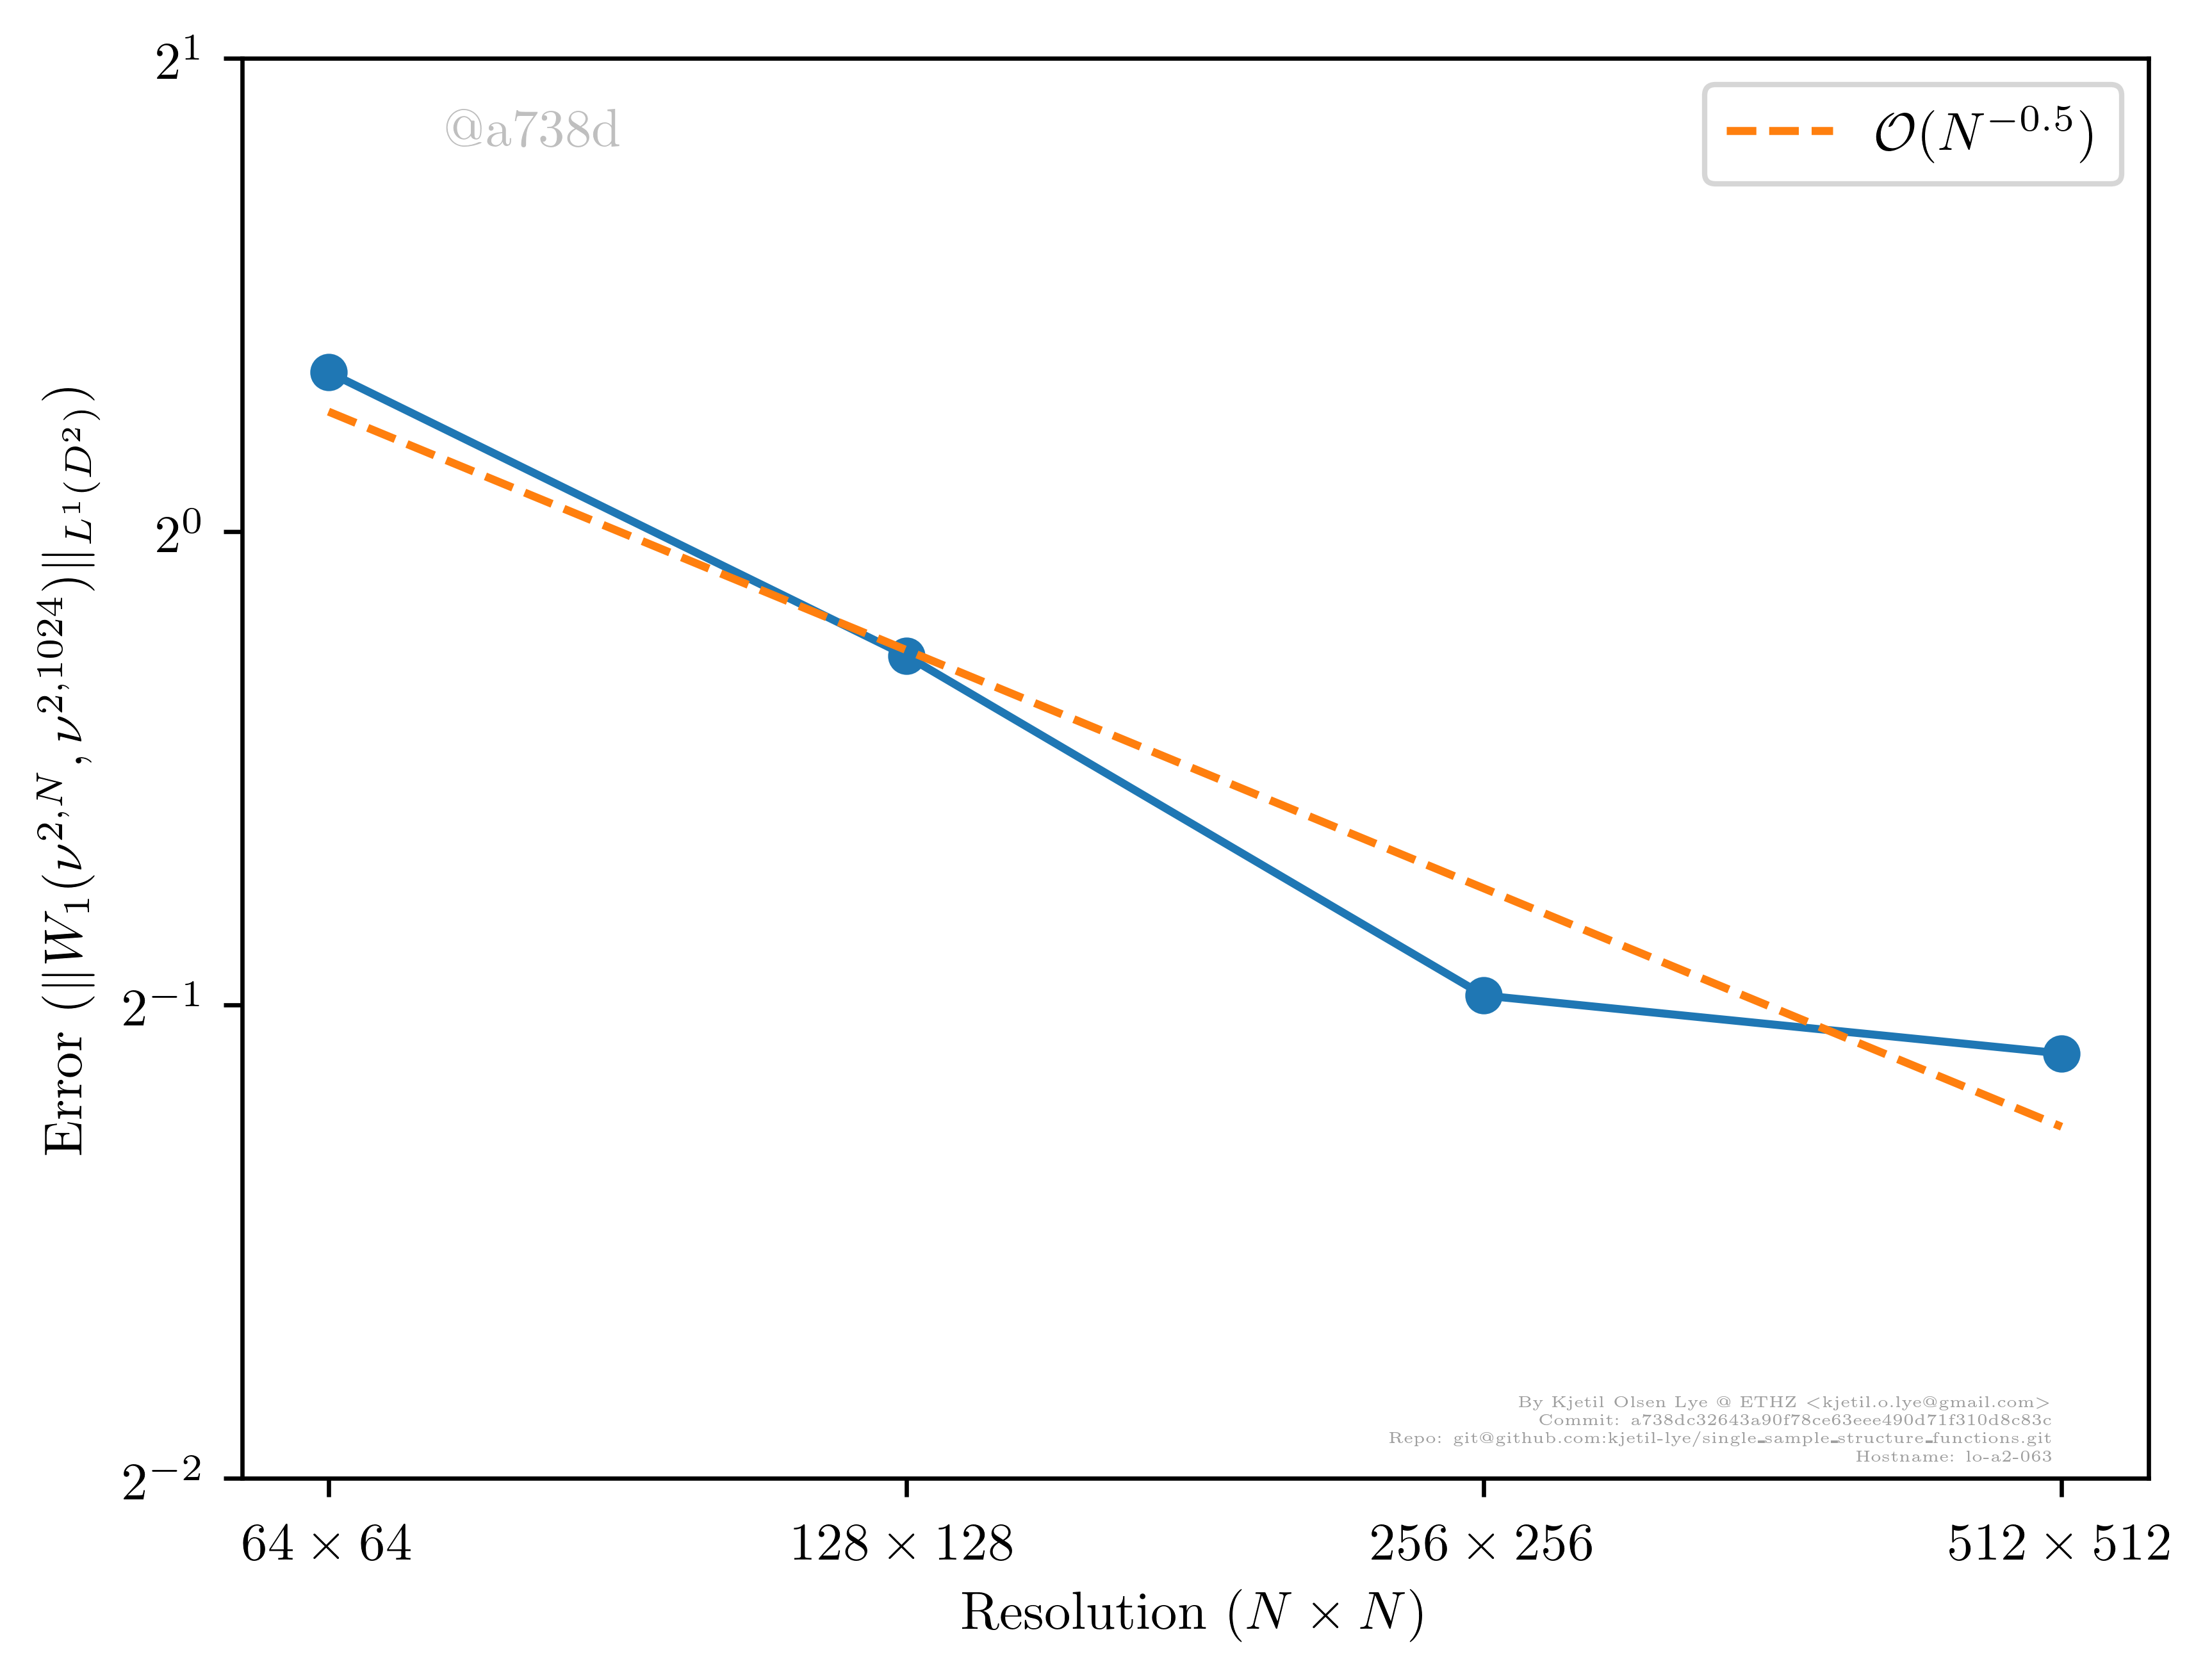 @a738d
𝒪(N^{-0.5})
2^1
2^0
2^{-1}
2^{-2}
Error (||W_1(ν^{2,N}, ν^{2,1024})||_{L^1(D^2)})
By Kjetil Olsen Lye @ ETHZ <kjetil.o.lye@gmail.com>
Commit: a738dc32643a90f78ce63eee490d71f310d8c83c
Repo: git@github.com:kjetil-lye/single_sample_structure_functions.git
Hostname: lo-a2-063
64 × 64 128 × 128 256 × 256 512 × 512
Resolution (N × N)